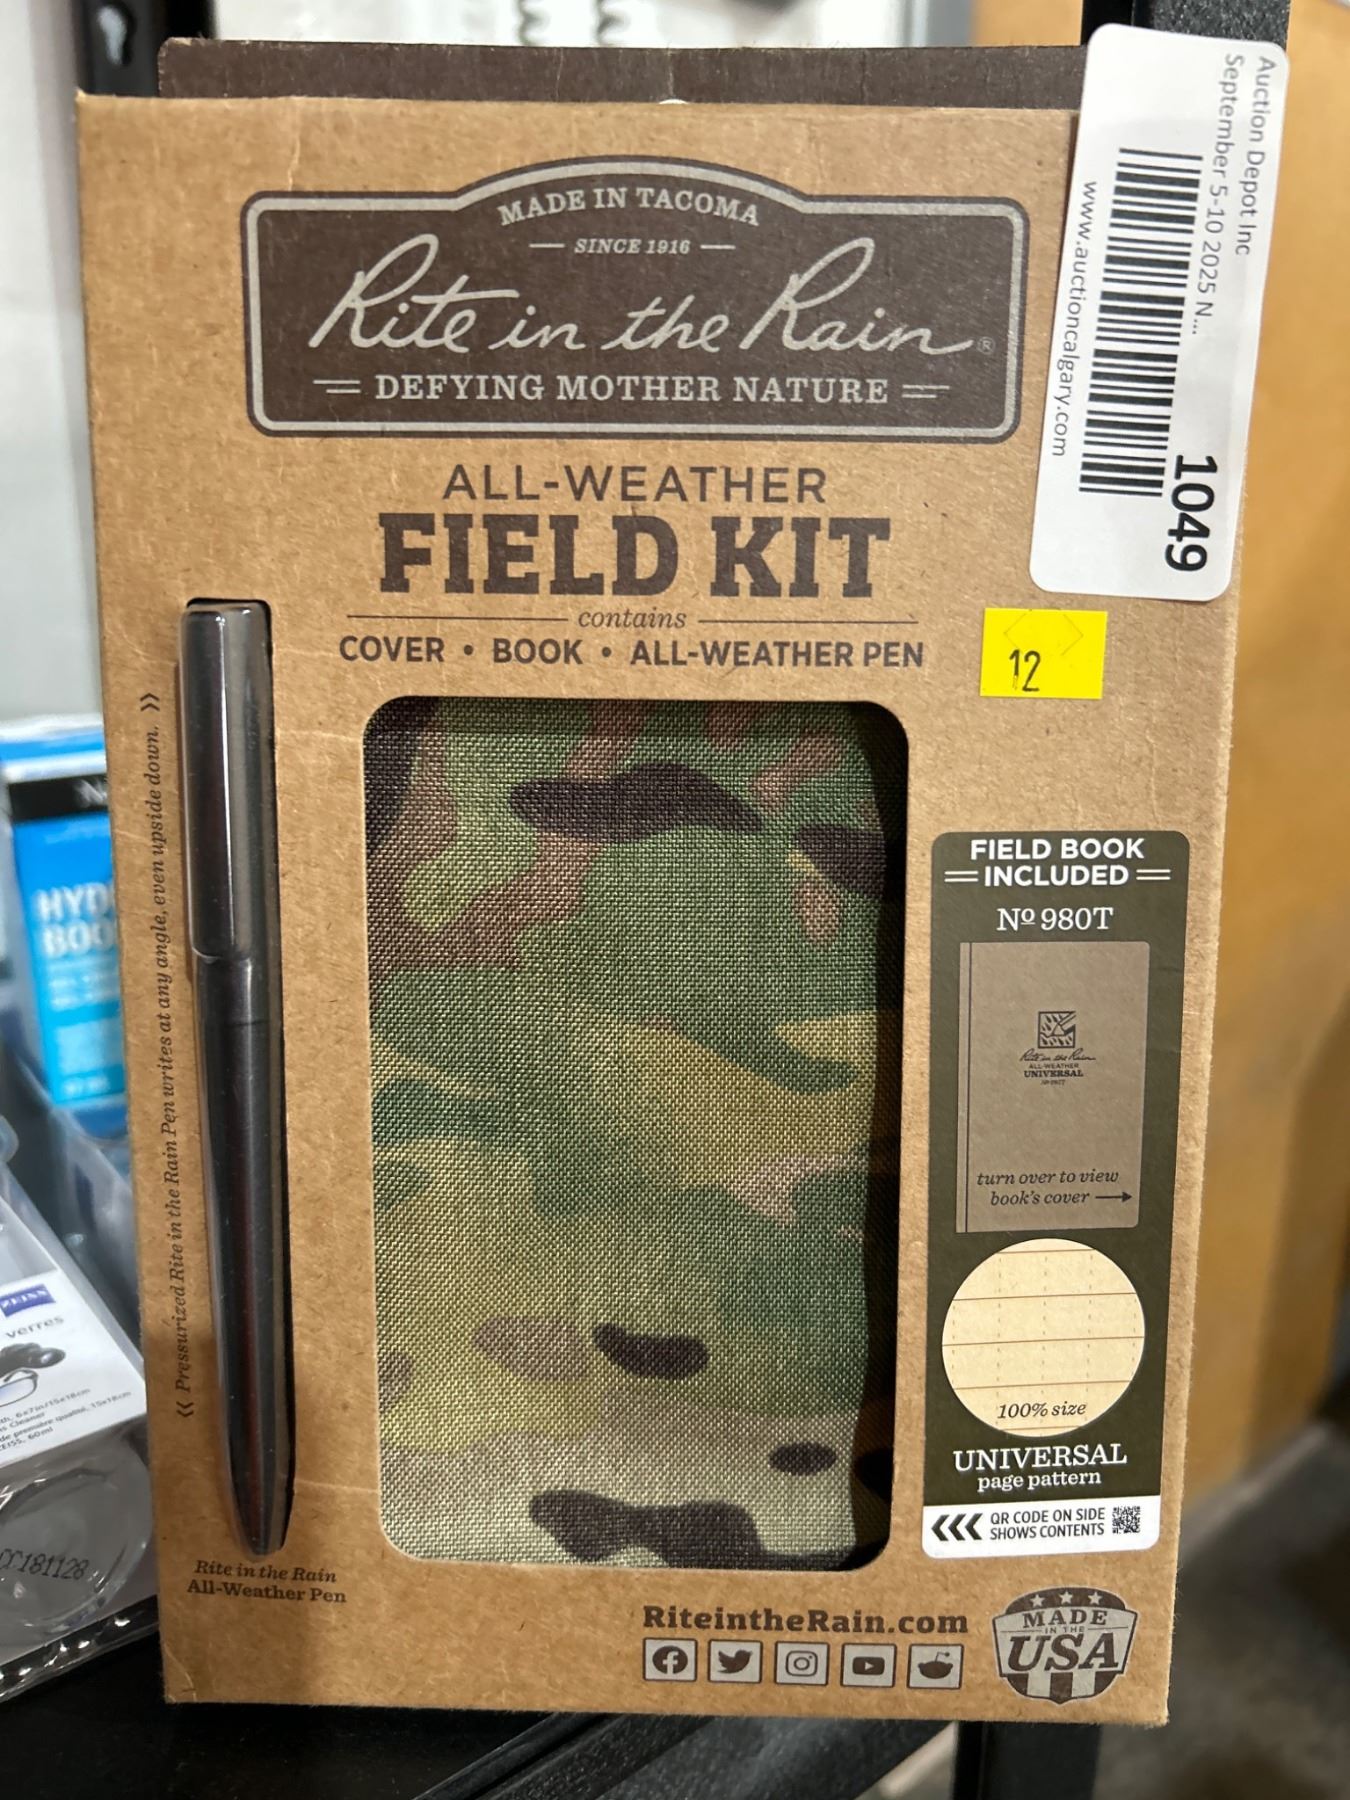 MADE IN TACOMA
SINCE 1916
Rite in the Rain®
DEFYING MOTHER NATURE
ALL-WEATHER
FIELD KIT
contains
COVER • BOOK • ALL-WEATHER PEN
Auction Depot Inc
September 5-10 2025 N...
1049
www.auctioncalgary.com
12
« Pressurized Rite in the Rain Pen writes at any angle, even upside down. »
Rite in the Rain
All-Weather Pen
FIELD BOOK
INCLUDED
Nº 980T
Rite in the Rain
ALL-WEATHER
UNIVERSAL
turn over to view
book's cover
100% size
UNIVERSAL
page pattern
QR CODE ON SIDE
SHOWS CONTENTS
RiteintheRain.com
MADE
IN THE
USA
ZEISS
verres